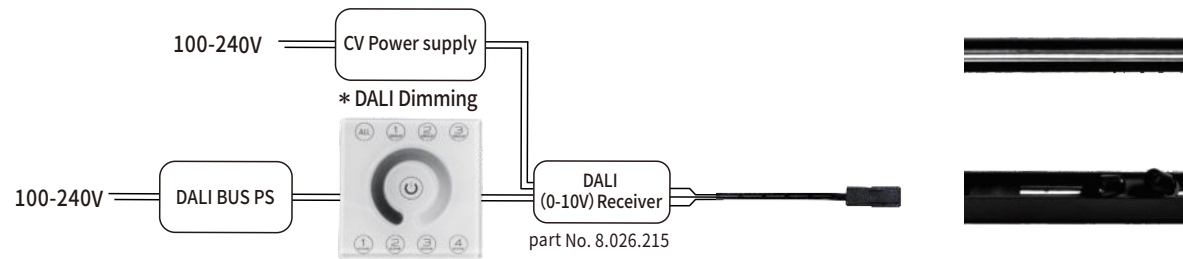 100-240V
CV Power supply
* DALI Dimming
ALL 1 2 3
100-240V
DALI BUS PS
DALI
(0-10V) Receiver
1 2 3 4
part No. 8.026.215